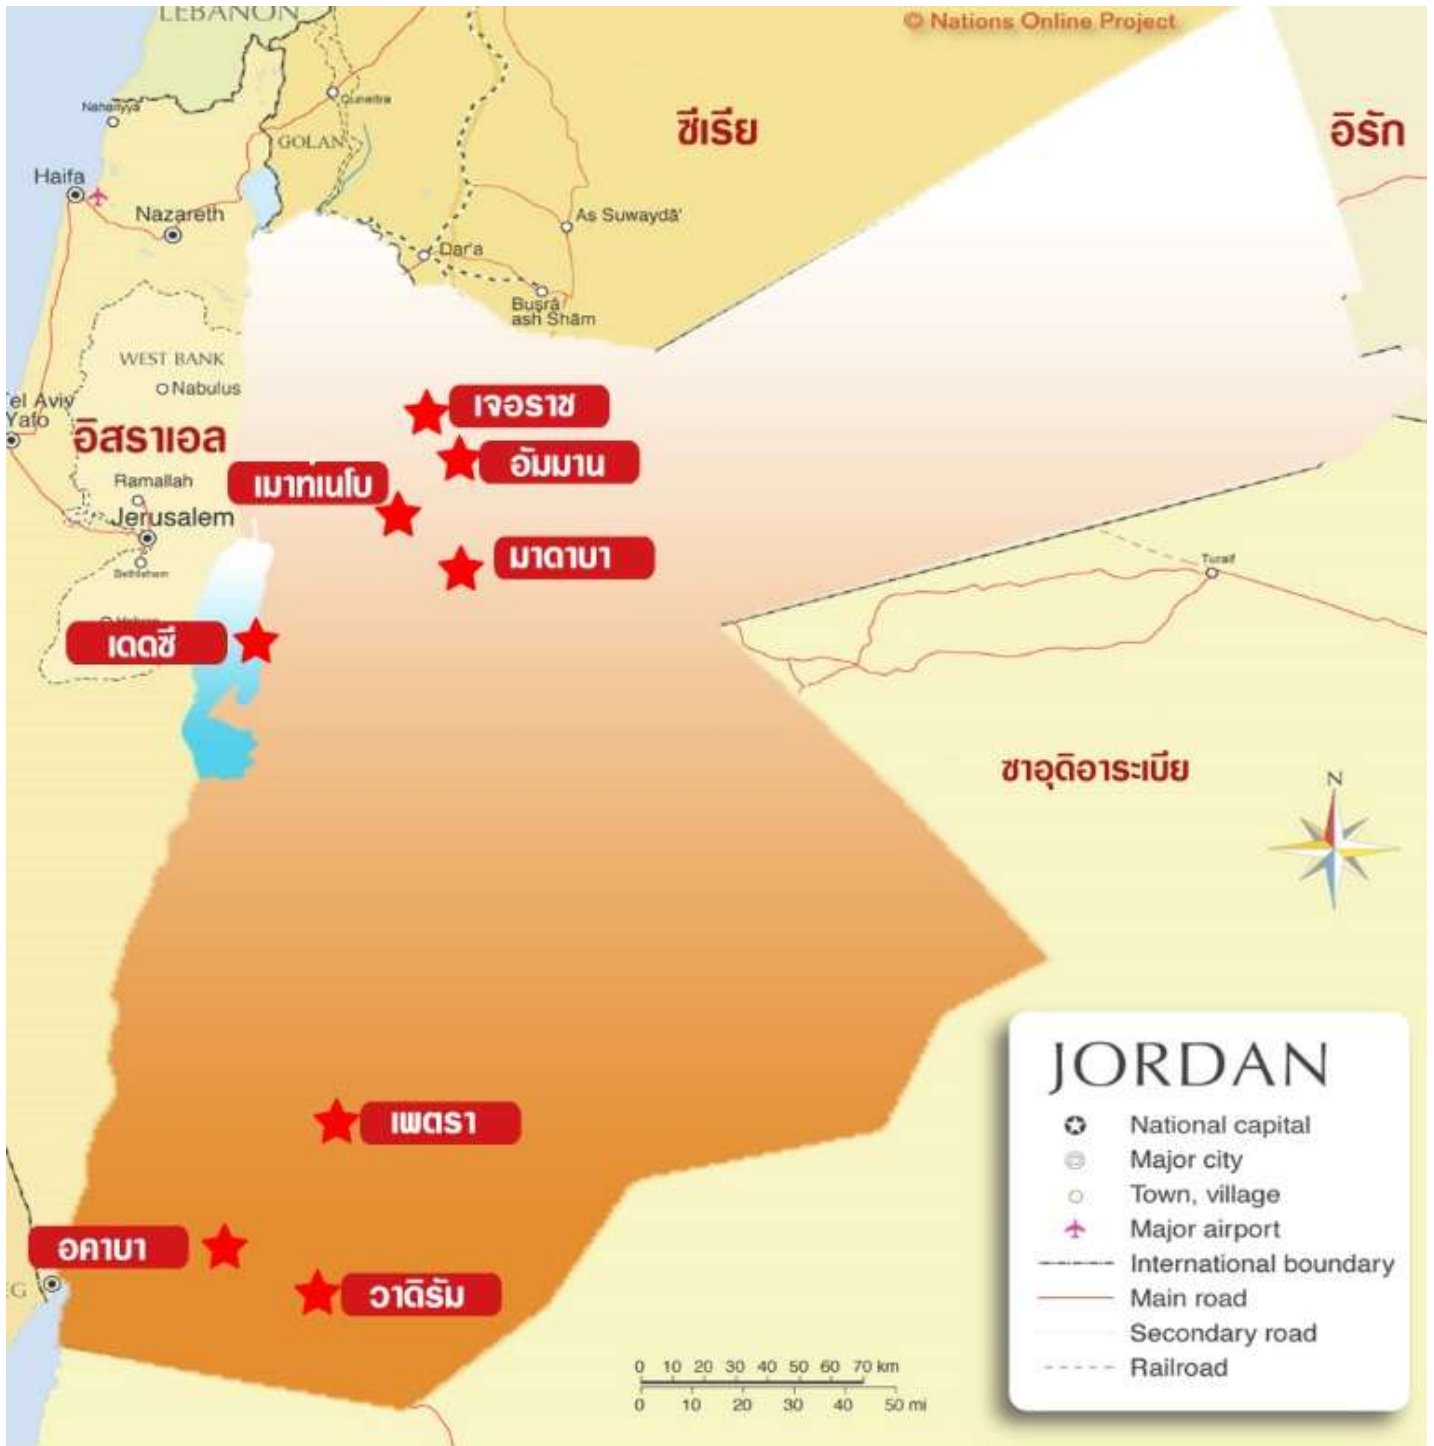 LEBANON
© Nations Online Project
Nahariyya
Quneitra
ซีเรีย
อิรัก
GOLAN
Haifa
Nazareth
As Suwaydā'
Dar'a
Buşrá
ash Shām
WEST BANK
Nabulus
el Aviv
Yafo
เจอราช
อิสราเอล
อัมมาน
เมาท์เนโบ
Ramallah
Jerusalem
มาดาบา
Turaif
Bethlehem
เดดซี
ซาอุดิอาระเบีย
N
JORDAN
National capital
Major city
Town, village
Major airport
International boundary
Main road
Secondary road
Railroad
เพตรา
อคาบา
G
วาดิรัม
0 10 20 30 40 50 60 70 km
0 10 20 30 40 50 mi